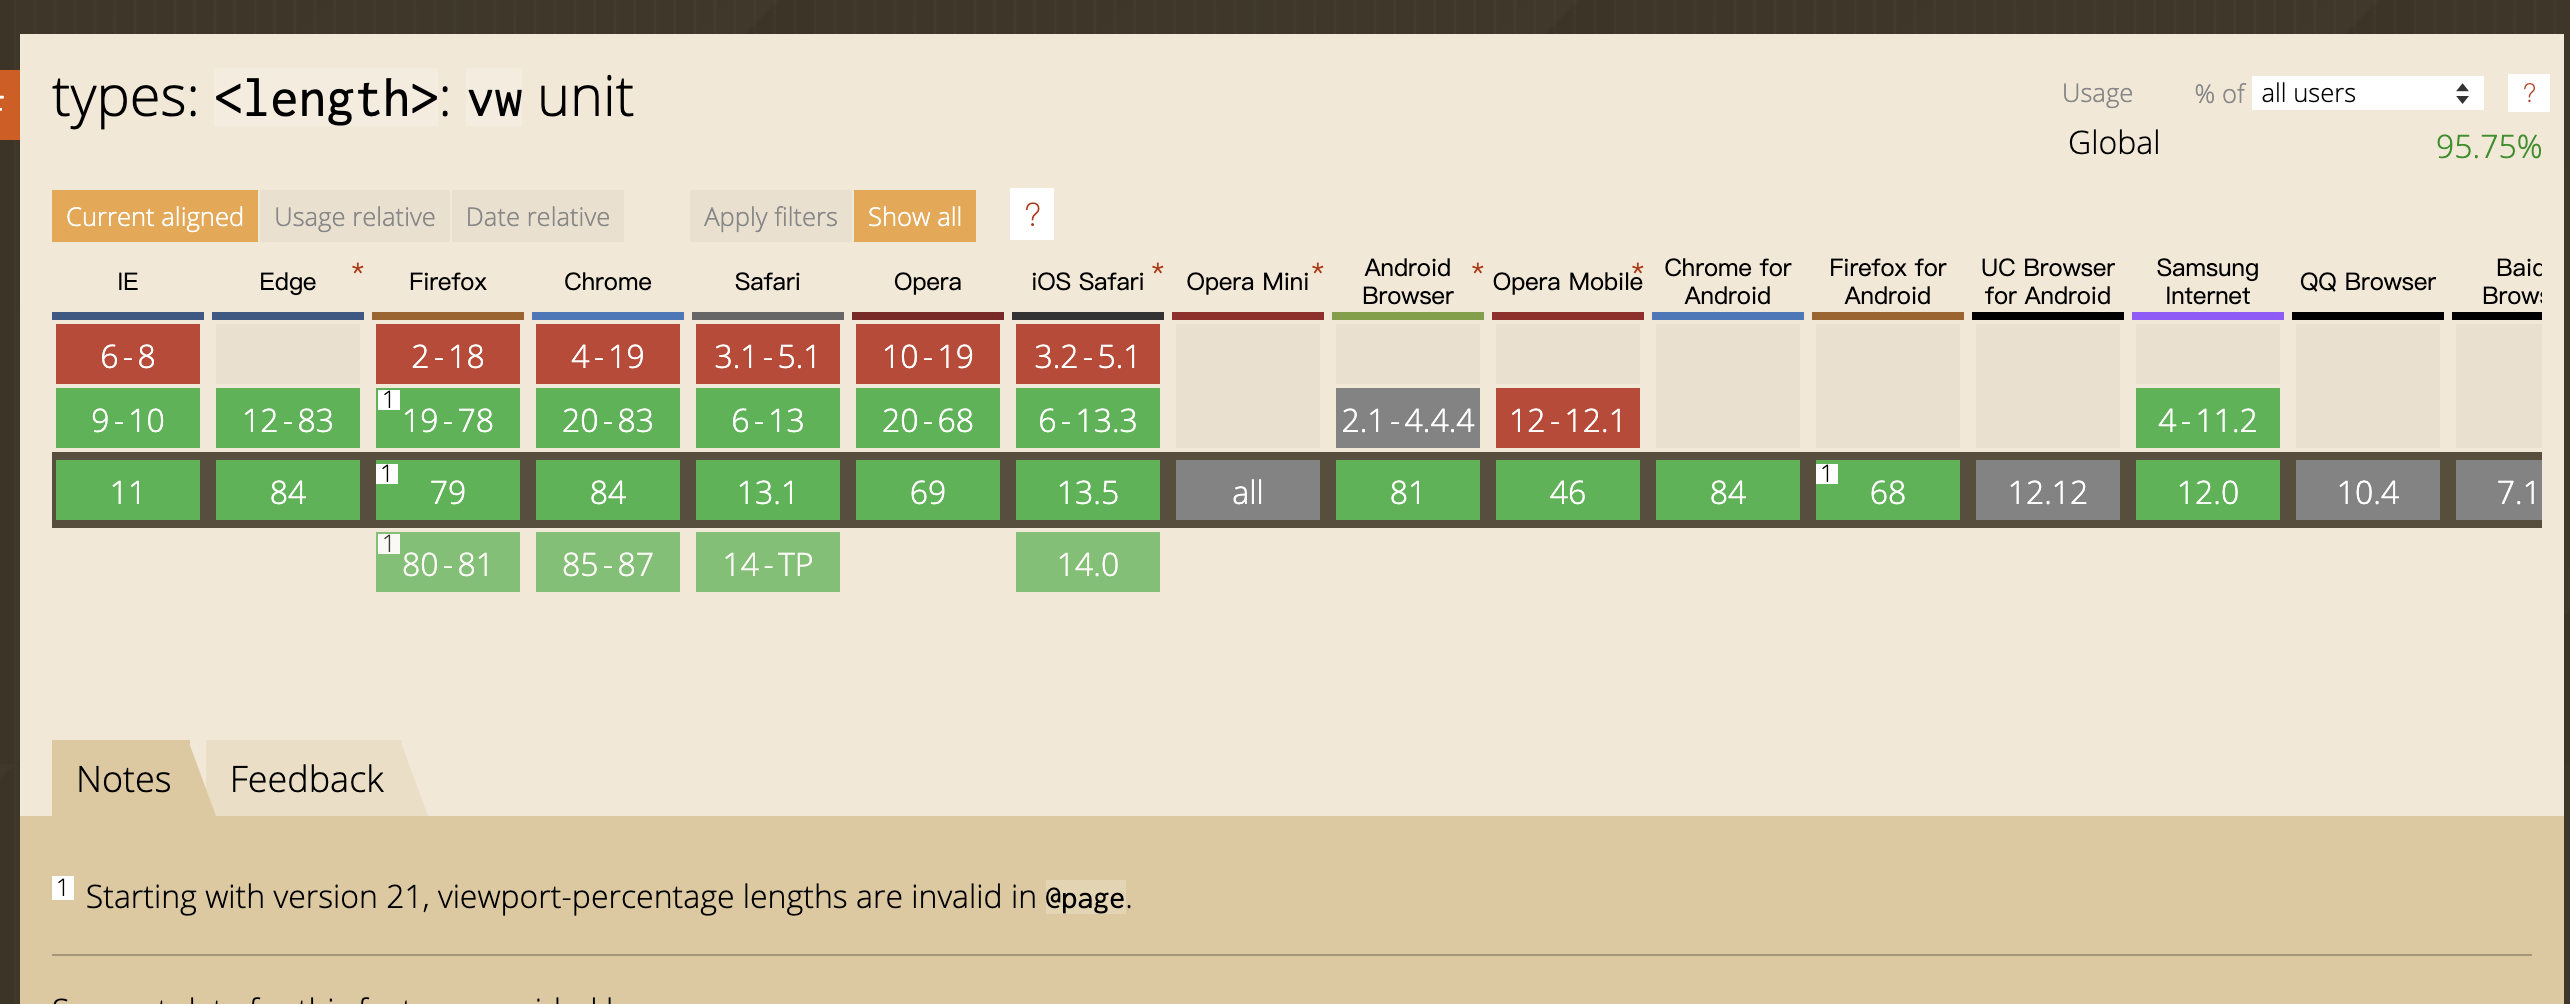 types: <length>: vw unit
Usage % of all users ?
Global 95.75%
Current aligned Usage relative Date relative Apply filters Show all ?
IE Edge * Firefox Chrome Safari Opera iOS Safari * Opera Mini * Android Browser * Opera Mobile * Chrome for Android Firefox for Android UC Browser for Android Samsung Internet QQ Browser
6-8 2-18 4-19 3.1-5.1 10-19 3.2-5.1
9-10 12-83 1 19-78 20-83 6-13 20-68 6-13.3 2.1-4.4.4 12-12.1 4-11.2
11 84 1 79 84 13.1 69 13.5 all 81 46 84 1 68 12.12 12.0 10.4 7.1
1 80-81 85-87 14-TP 14.0
Notes Feedback
1 Starting with version 21, viewport-percentage lengths are invalid in @page.